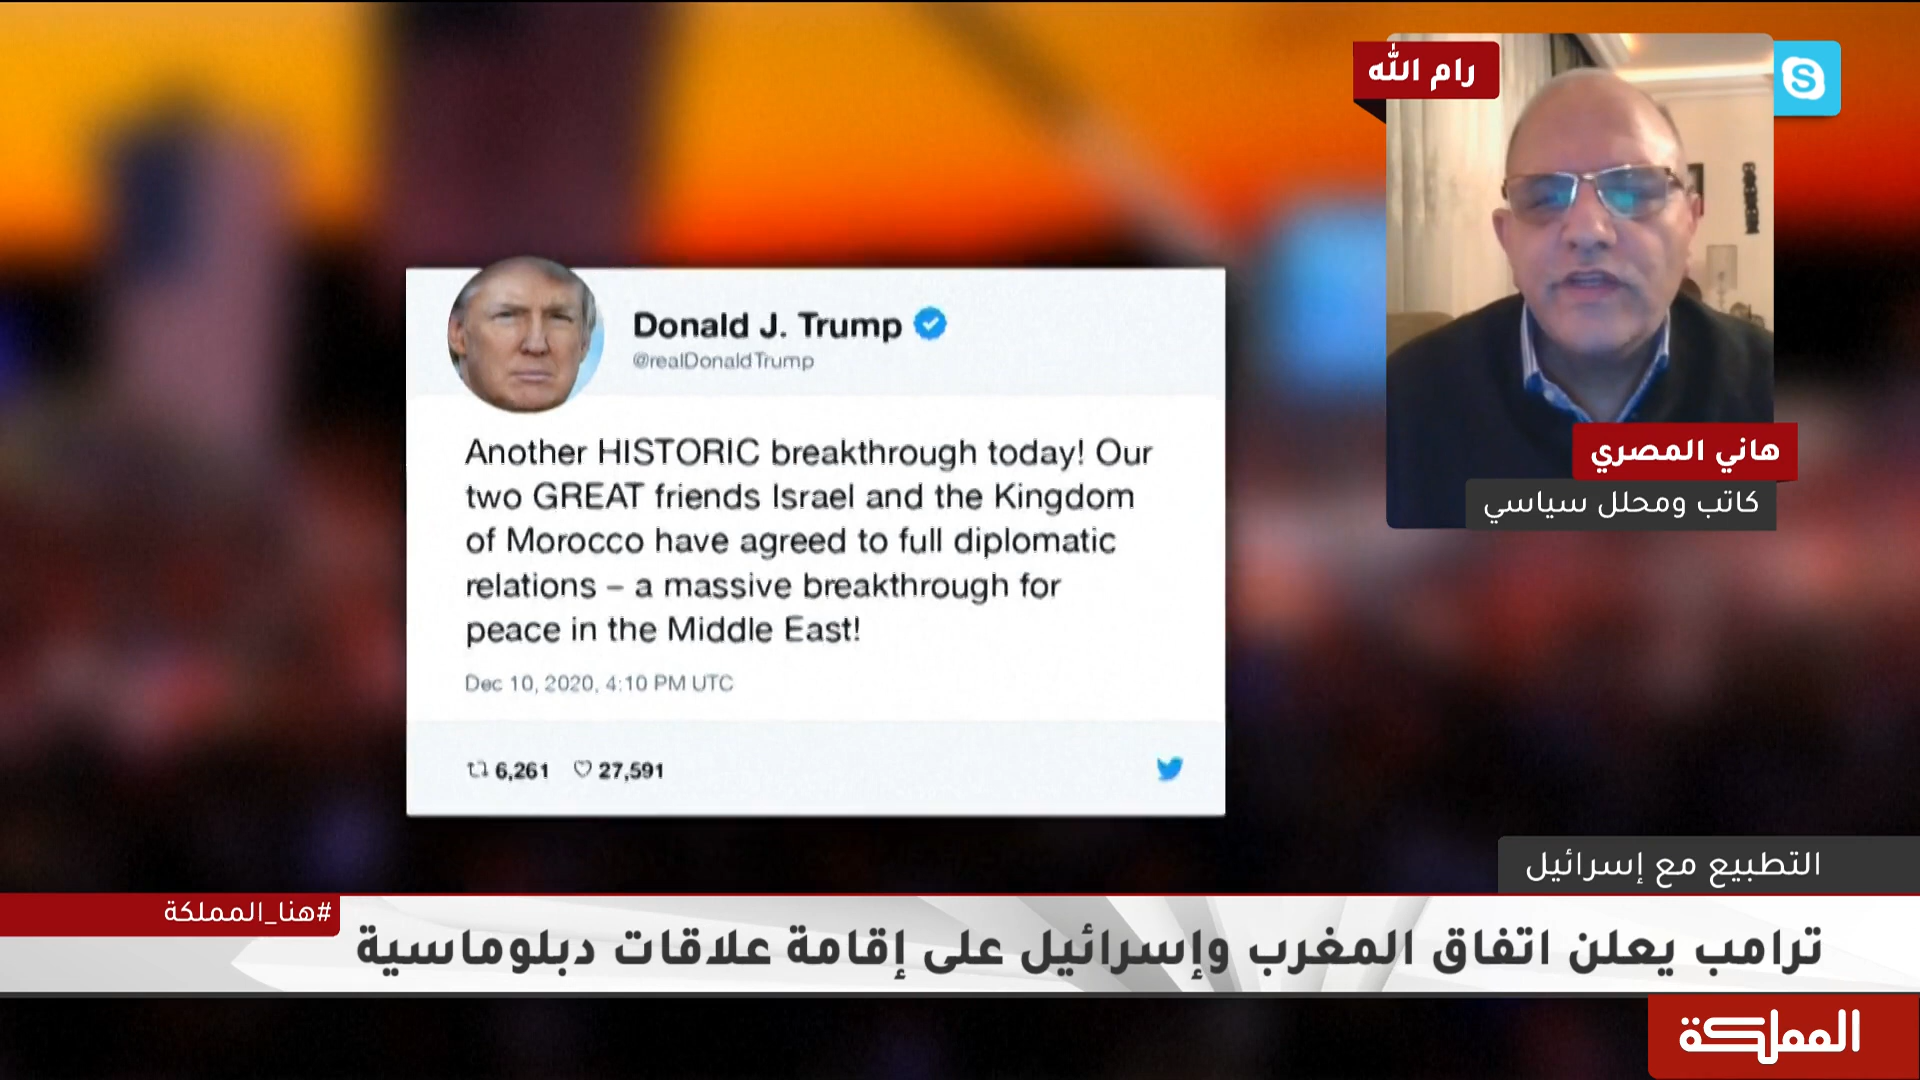 رام الله
هاني المصري
كاتب ومحلل سياسي
Donald J. Trump
@realDonaldTrump
Another HISTORIC breakthrough today! Our
two GREAT friends Israel and the Kingdom
of Morocco have agreed to full diplomatic
relations – a massive breakthrough for
peace in the Middle East!
Dec 10, 2020, 4:10 PM UTC
6,261 27,591
التطبيع مع إسرائيل
#هنا_المملكة
ترامب يعلن اتفاق المغرب وإسرائيل على إقامة علاقات دبلوماسية
المملكة